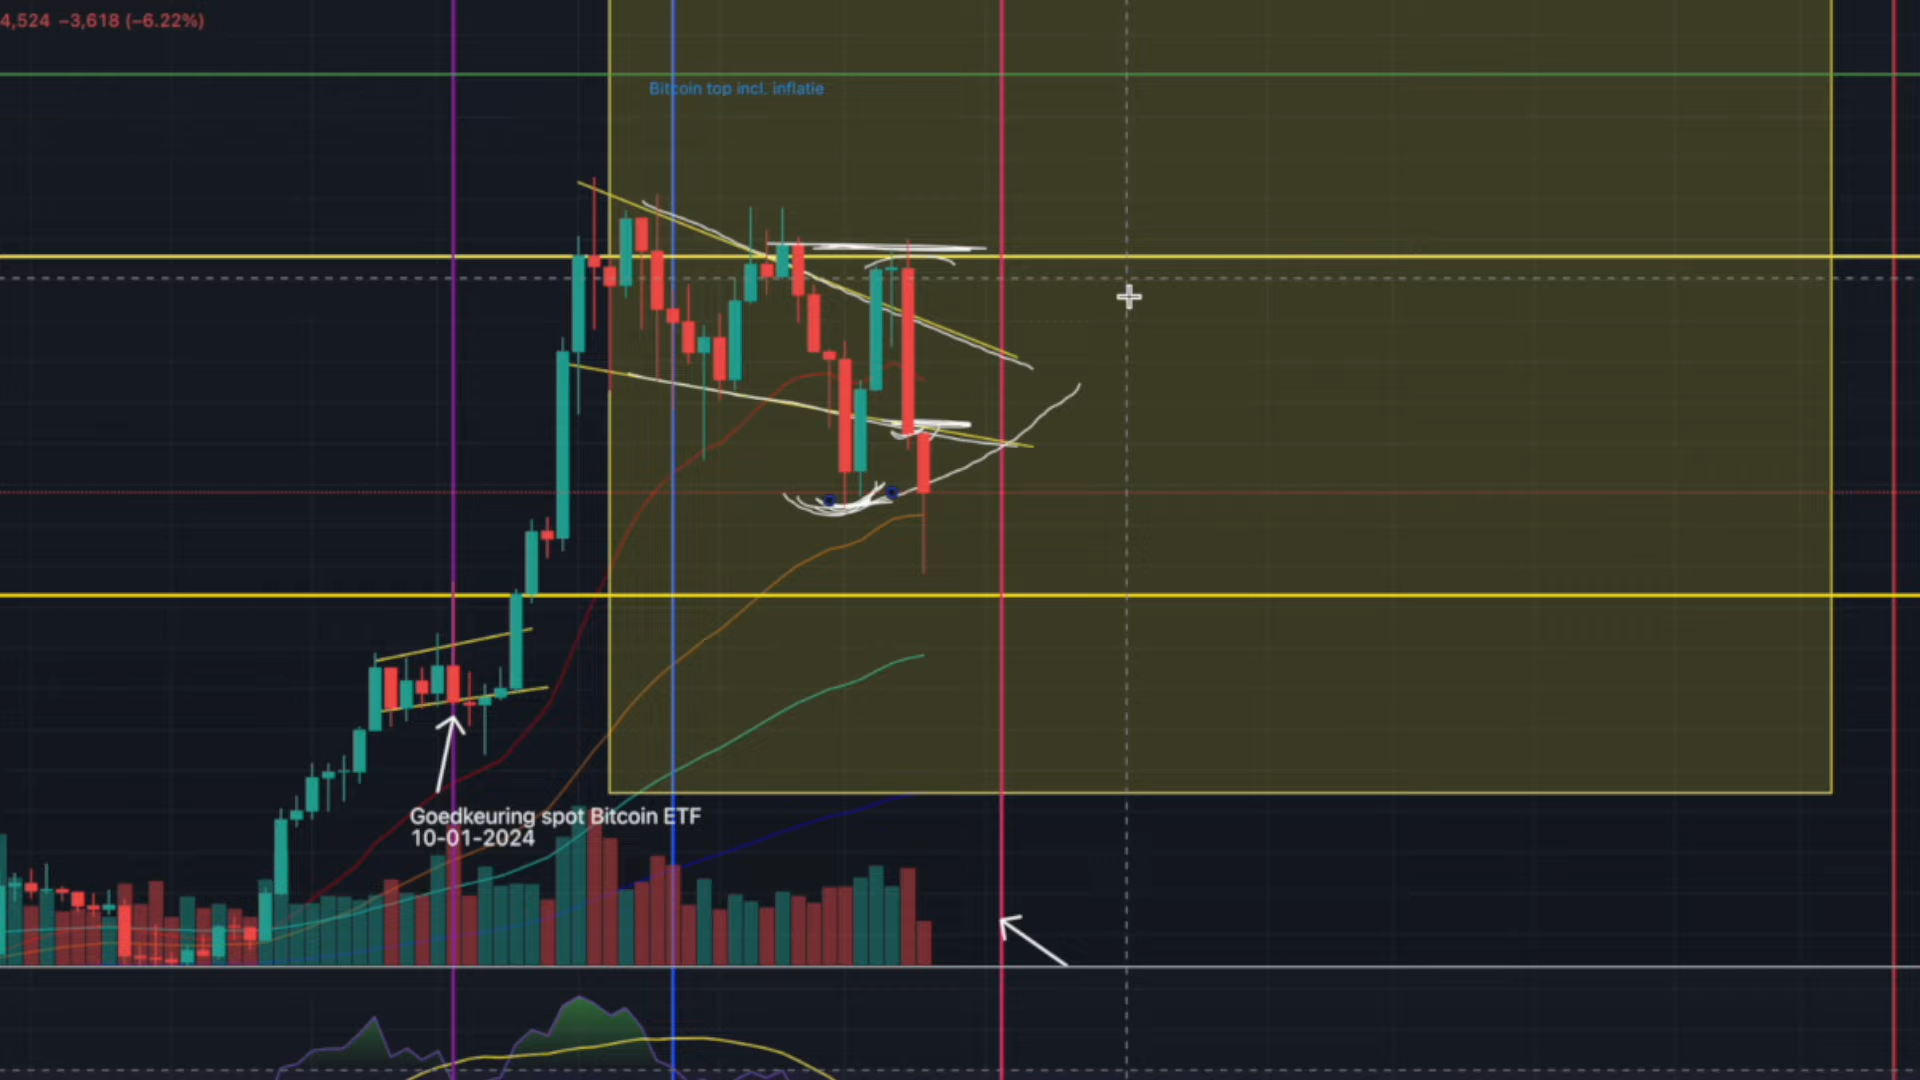 4,524 −3,618 (−6.22%)
Bitcoin top incl. inflatie
Goedkeuring spot Bitcoin ETF
10-01-2024